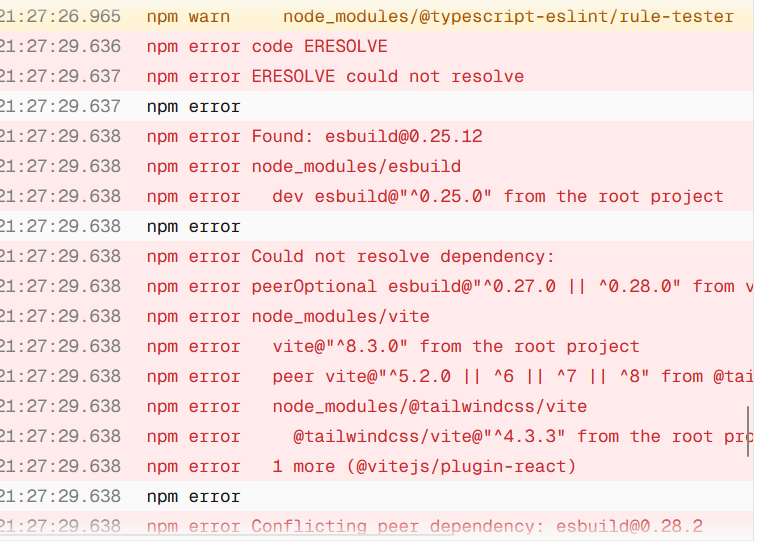 21:27:26.965 npm warn node_modules/@typescript-eslint/rule-tester
21:27:29.636 npm error code ERESOLVE
21:27:29.637 npm error ERESOLVE could not resolve
21:27:29.637 npm error
21:27:29.638 npm error Found: esbuild@0.25.12
21:27:29.638 npm error node_modules/esbuild
21:27:29.638 npm error dev esbuild@"^0.25.0" from the root project
21:27:29.638 npm error
21:27:29.638 npm error Could not resolve dependency:
21:27:29.638 npm error peerOptional esbuild@"^0.27.0 || ^0.28.0" from v
21:27:29.638 npm error node_modules/vite
21:27:29.638 npm error vite@"^8.3.0" from the root project
21:27:29.638 npm error peer vite@"^5.2.0 || ^6 || ^7 || ^8" from @tai
21:27:29.638 npm error node_modules/@tailwindcss/vite
21:27:29.638 npm error @tailwindcss/vite@"^4.3.3" from the root pro
21:27:29.638 npm error 1 more (@vitejs/plugin-react)
21:27:29.638 npm error
21:27:29.638 npm error Conflicting peer dependency: esbuild@0.28.2